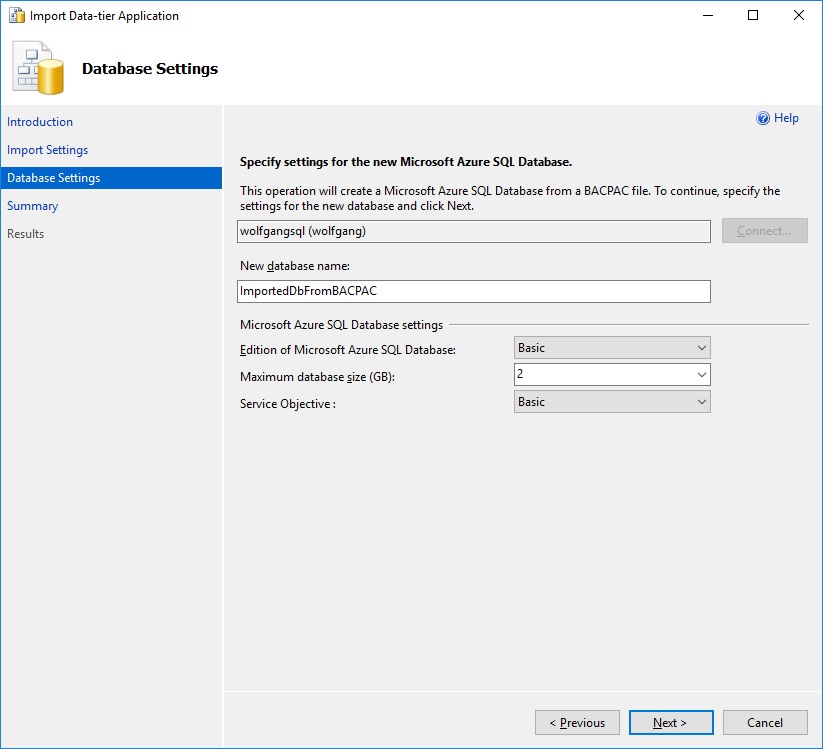 Import Data-tier Application
Database Settings
Introduction
Import Settings
Database Settings
Summary
Results
Help
Specify settings for the new Microsoft Azure SQL Database.
This operation will create a Microsoft Azure SQL Database from a BACPAC file. To continue, specify the
settings for the new database and click Next.
wolfgangsql (wolfgang)
Connect...
New database name:
ImportedDbFromBACPAC
Microsoft Azure SQL Database settings
Edition of Microsoft Azure SQL Database:
Basic
Maximum database size (GB):
2
Service Objective :
Basic
< Previous
Next >
Cancel